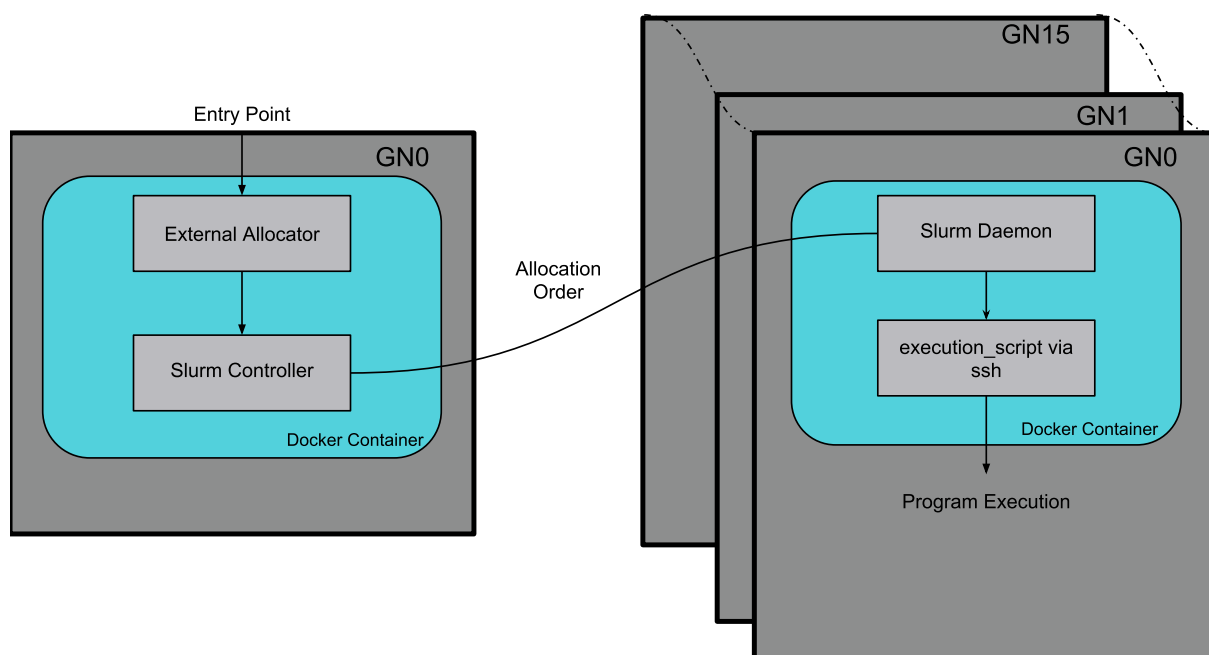 Entry Point
GN0
External Allocator
Slurm Controller
Docker Container
Allocation
Order
GN15
GN1
GN0
Slurm Daemon
execution_script via
ssh
Docker Container
Program Execution